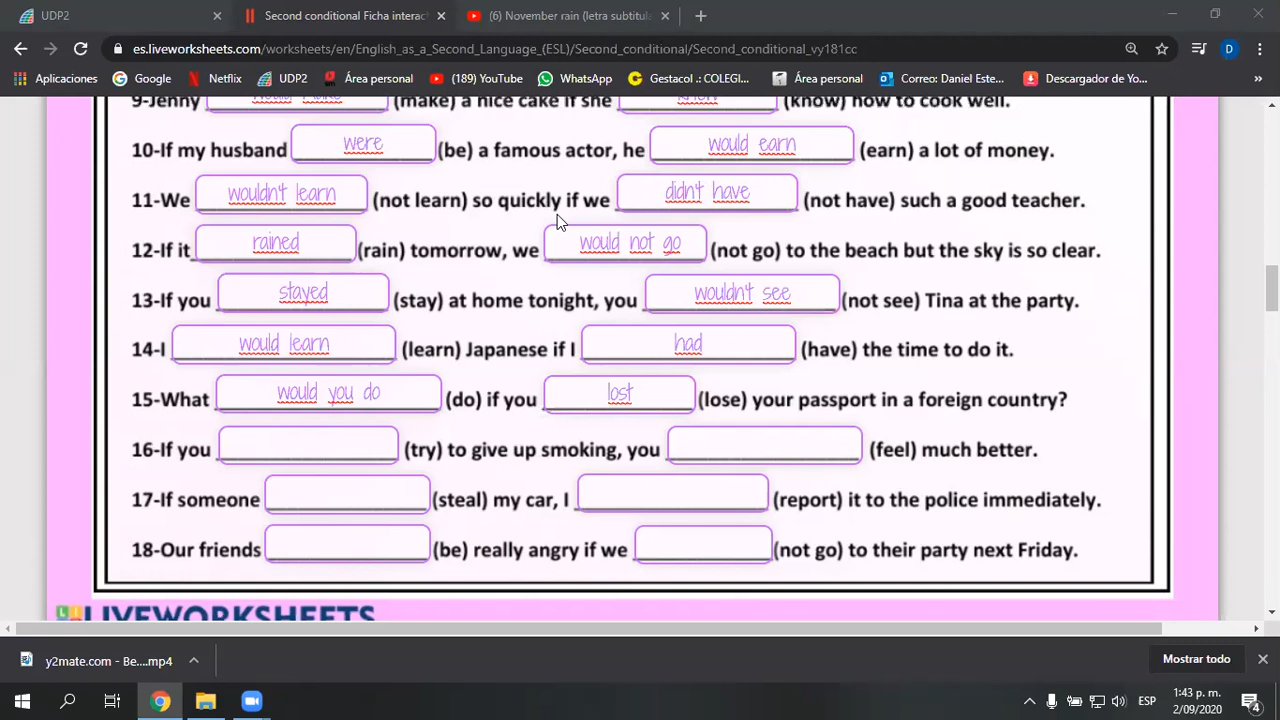 UDP2
Second conditional Ficha interac
(6) November rain (letra subtitula
es.liveworksheets.com/worksheets/en/English_as_a_Second_Language_(ESL)/Second_conditional/Second_conditional_vy181cc
D
Aplicaciones Google Netflix UDP2 Área personal (189) YouTube WhatsApp Gestacol .: COLEGI... Área personal Correo: Daniel Este... Descargador de Yo... »
9-Jenny (make) a nice cake if she (know) how to cook well.
10-If my husband were (be) a famous actor, he would earn (earn) a lot of money.
11-We wouldn't learn (not learn) so quickly if we didn't have (not have) such a good teacher.
12-If it rained (rain) tomorrow, we would not go (not go) to the beach but the sky is so clear.
13-If you stayed (stay) at home tonight, you wouldn't see (not see) Tina at the party.
14-I would learn (learn) Japanese if I had (have) the time to do it.
15-What would you do (do) if you lost (lose) your passport in a foreign country?
16-If you (try) to give up smoking, you (feel) much better.
17-If someone (steal) my car, I (report) it to the police immediately.
18-Our friends (be) really angry if we (not go) to their party next Friday.
LIVEWORKSHEETS
y2mate.com - Be....mp4
Mostrar todo
ESP
1:43 p. m.
2/09/2020
4